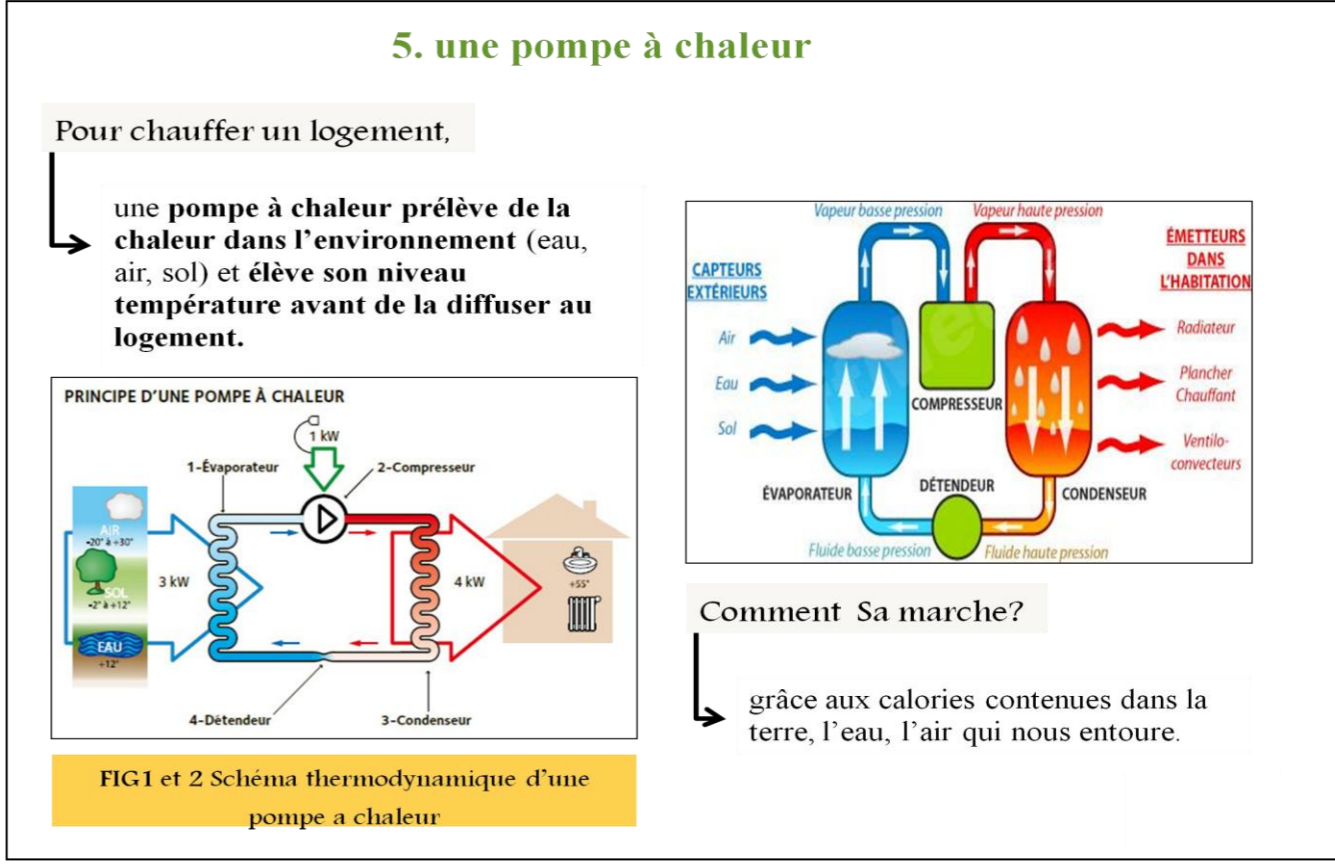 5. une pompe à chaleur
Pour chauffer un logement,
une pompe à chaleur prélève de la
chaleur dans l'environnement (eau,
air, sol) et élève son niveau
température avant de la diffuser au
logement.
PRINCIPE D'UNE POMPE À CHALEUR
1 kW
1-Évaporateur
2-Compresseur
AIR
-20° à +30°
3 kW
4 kW
+55°
SOL
-2° à +12°
EAU
+12°
4-Détendeur
3-Condenseur
FIG1 et 2 Schéma thermodynamique d'une
pompe a chaleur
Vapeur basse pression
Vapeur haute pression
CAPTEURS
EXTÉRIEURS
ÉMETTEURS
DANS
L'HABITATION
Air
Eau
Sol
Radiateur
Plancher
Chauffant
Ventilo-
convecteurs
COMPRESSEUR
ÉVAPORATEUR
DÉTENDEUR
CONDENSEUR
Fluide basse pression
Fluide haute pression
Comment Sa marche?
grâce aux calories contenues dans la
terre, l'eau, l'air qui nous entoure.